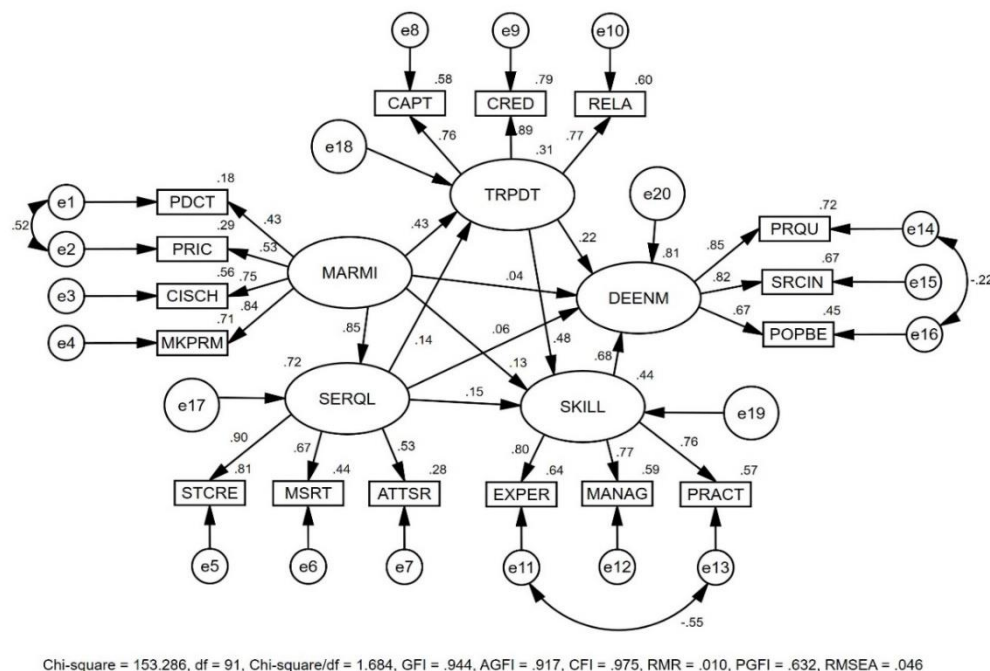 e8 e9 e10
.58 .79 .60
CAPT CRED RELA
e18 .76 .89 .77
.31
TRPDT
e20
e1 PDCT .18
.52 .43
e2 PRIC .29
.53
e3 CISCH .56 .75
e4 MKPRM .71 .84
MARMI
.43 .22 .04
.81
DEENM
.85 PRQU .72 e14
.82 SRCIN .67 e15
.67 POPBE .45 e16
-.22
.85 .14 .06 .48 .13 .68
e17 .72
SERQL
.15
.44
SKILL
e19
.90 .67 .53 .80 .77 .76
.81 .44 .28 .64 .59 .57
STCRE MSRT ATTSR EXPER MANAG PRACT
e5 e6 e7 e11 e12 e13
-.55
Chi-square = 153.286, df = 91, Chi-square/df = 1.684, GFI = .944, AGFI = .917, CFI = .975, RMR = .010, PGFI = .632, RMSEA = .046